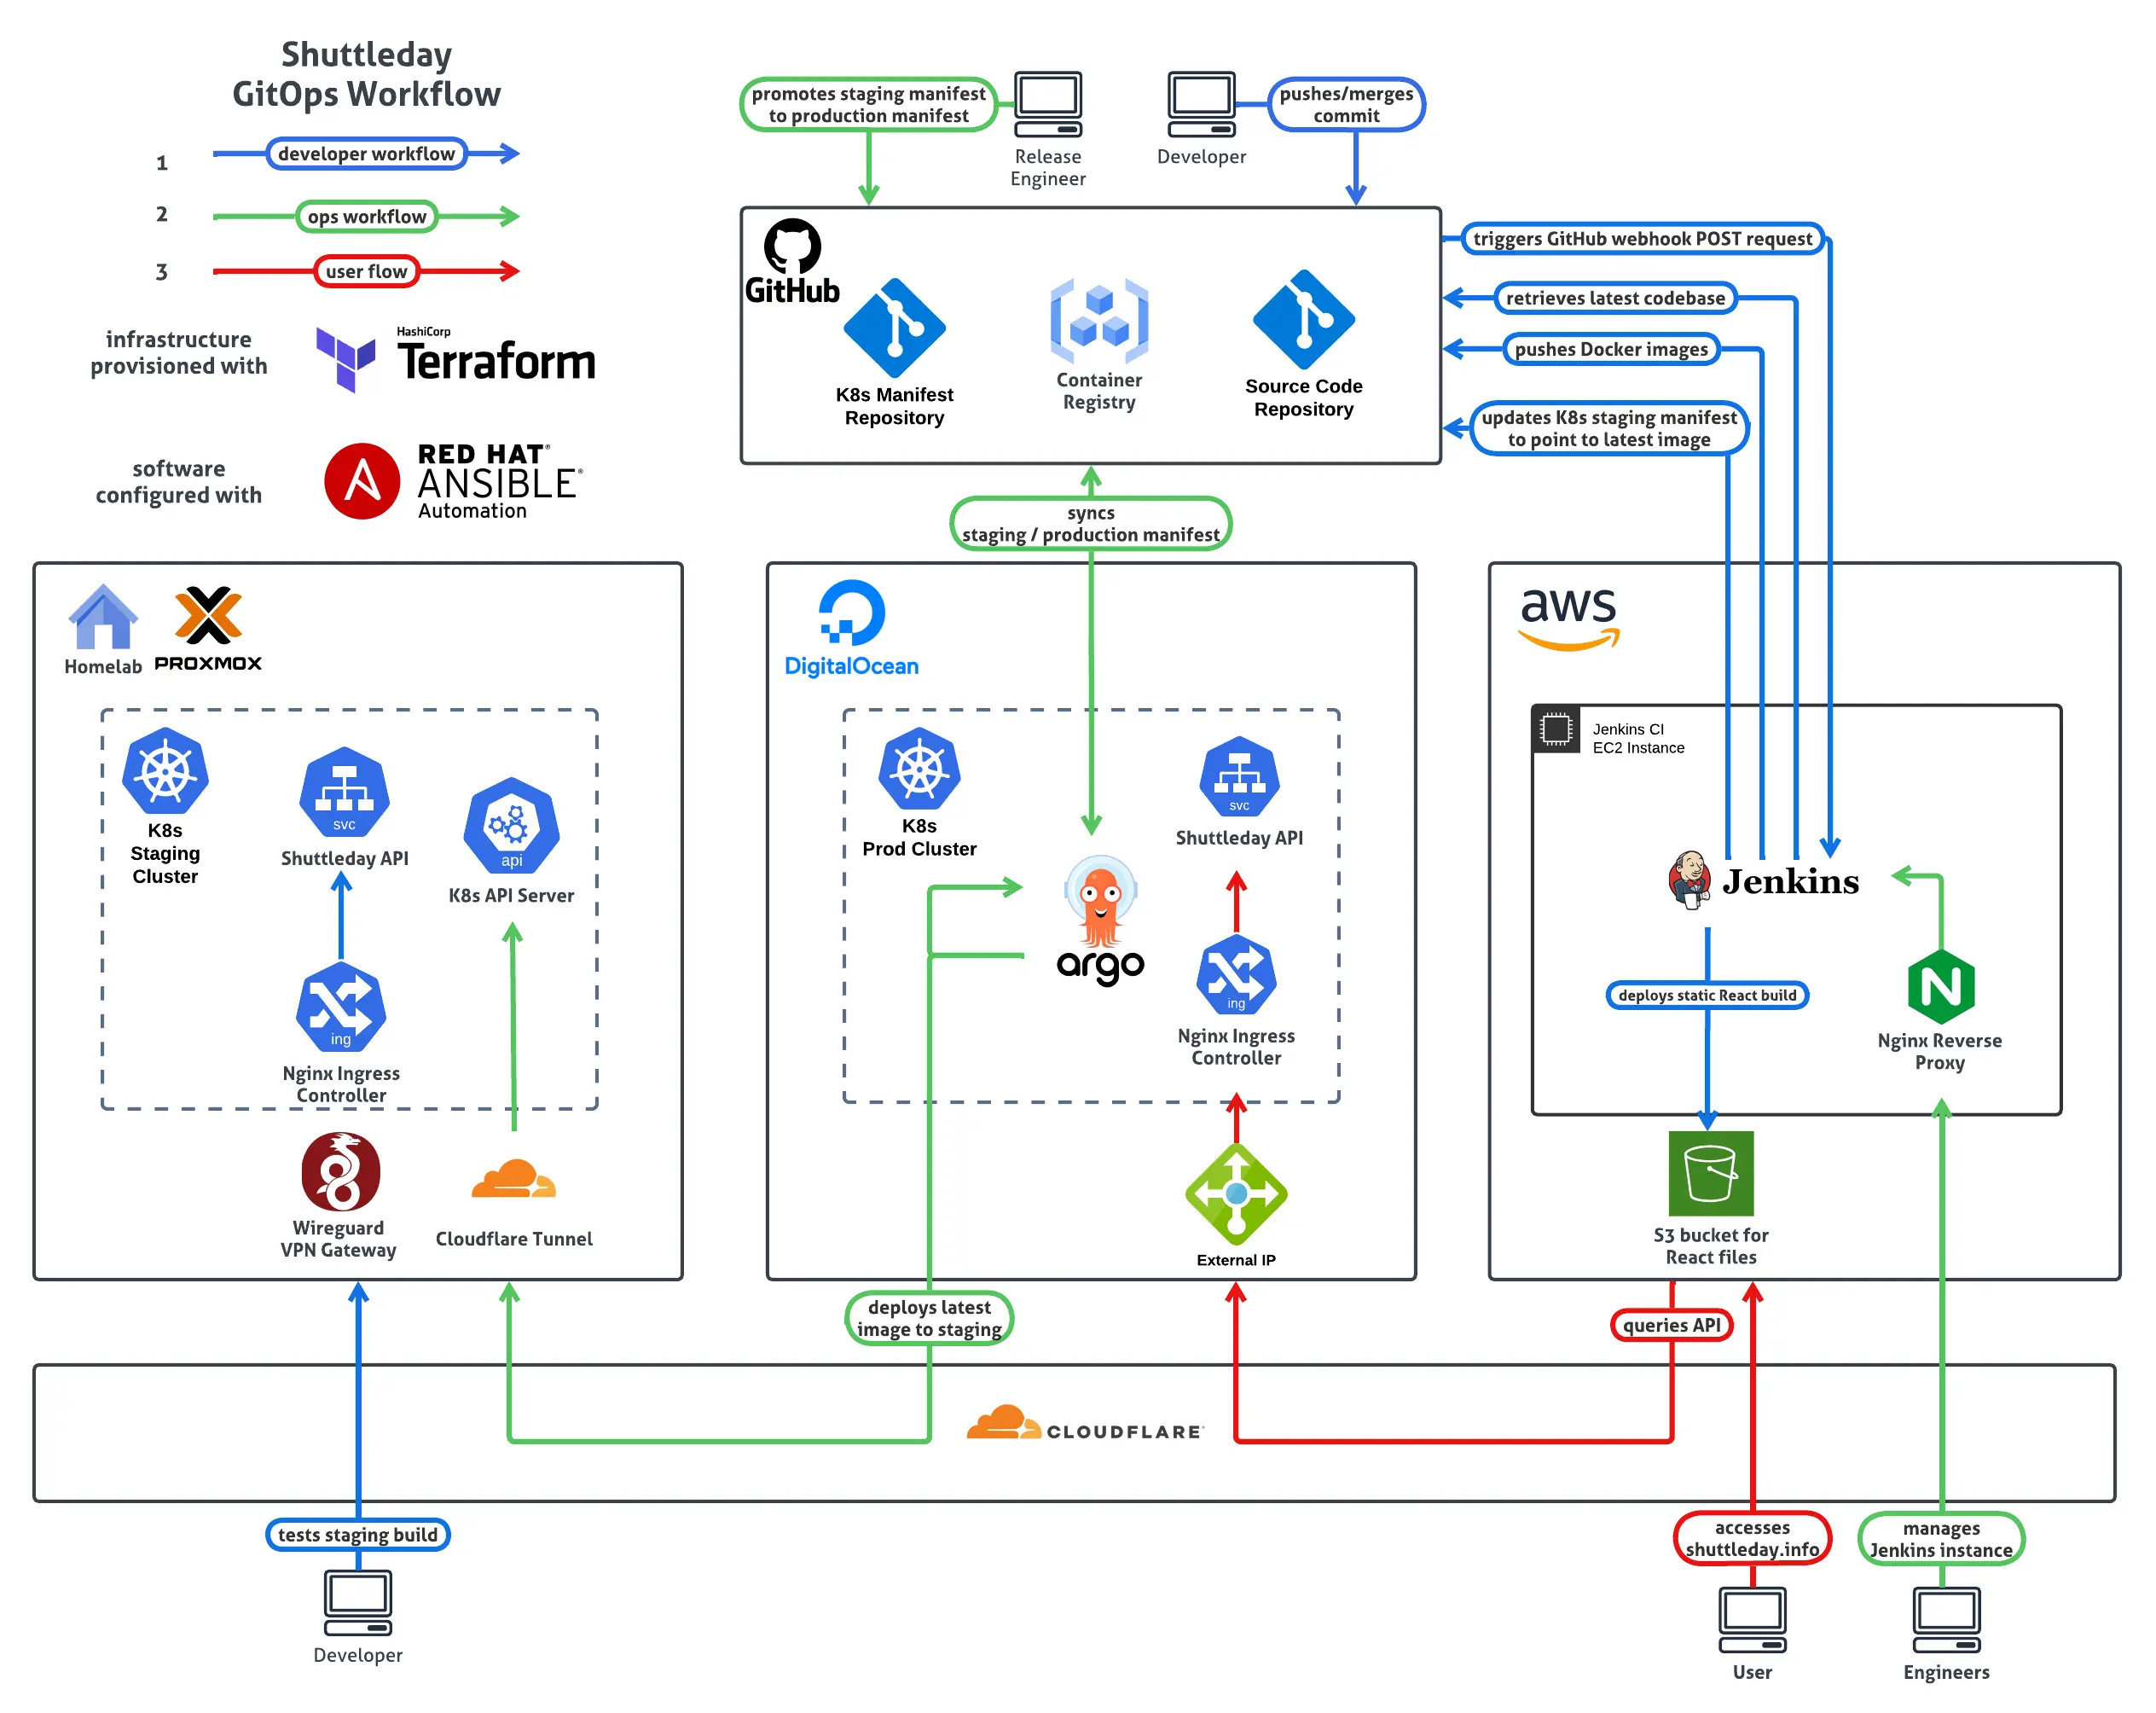 Shuttleday
GitOps Workflow
1
developer workflow
2
ops workflow
3
user flow
infrastructure
provisioned with
HashiCorp
Terraform
software
configured with
RED HAT®
ANSIBLE®
Automation
promotes staging manifest
to production manifest
Release
Engineer
Developer
pushes/merges
commit
GitHub
K8s Manifest
Repository
Container
Registry
Source Code
Repository
triggers GitHub webhook POST request
retrieves latest codebase
pushes Docker images
updates K8s staging manifest
to point to latest image
syncs
staging / production manifest
Homelab
PROXMOX
K8s
Staging
Cluster
svc
Shuttleday API
api
K8s API Server
ing
Nginx Ingress
Controller
Wireguard
VPN Gateway
Cloudflare Tunnel
DigitalOcean
K8s
Prod Cluster
svc
Shuttleday API
argo
ing
Nginx Ingress
Controller
External IP
aws
Jenkins CI
EC2 Instance
Jenkins
deploys static React build
N
Nginx Reverse
Proxy
S3 bucket for
React files
deploys latest
image to staging
queries API
CLOUDFLARE
tests staging build
Developer
accesses
shuttleday.info
User
manages
Jenkins instance
Engineers